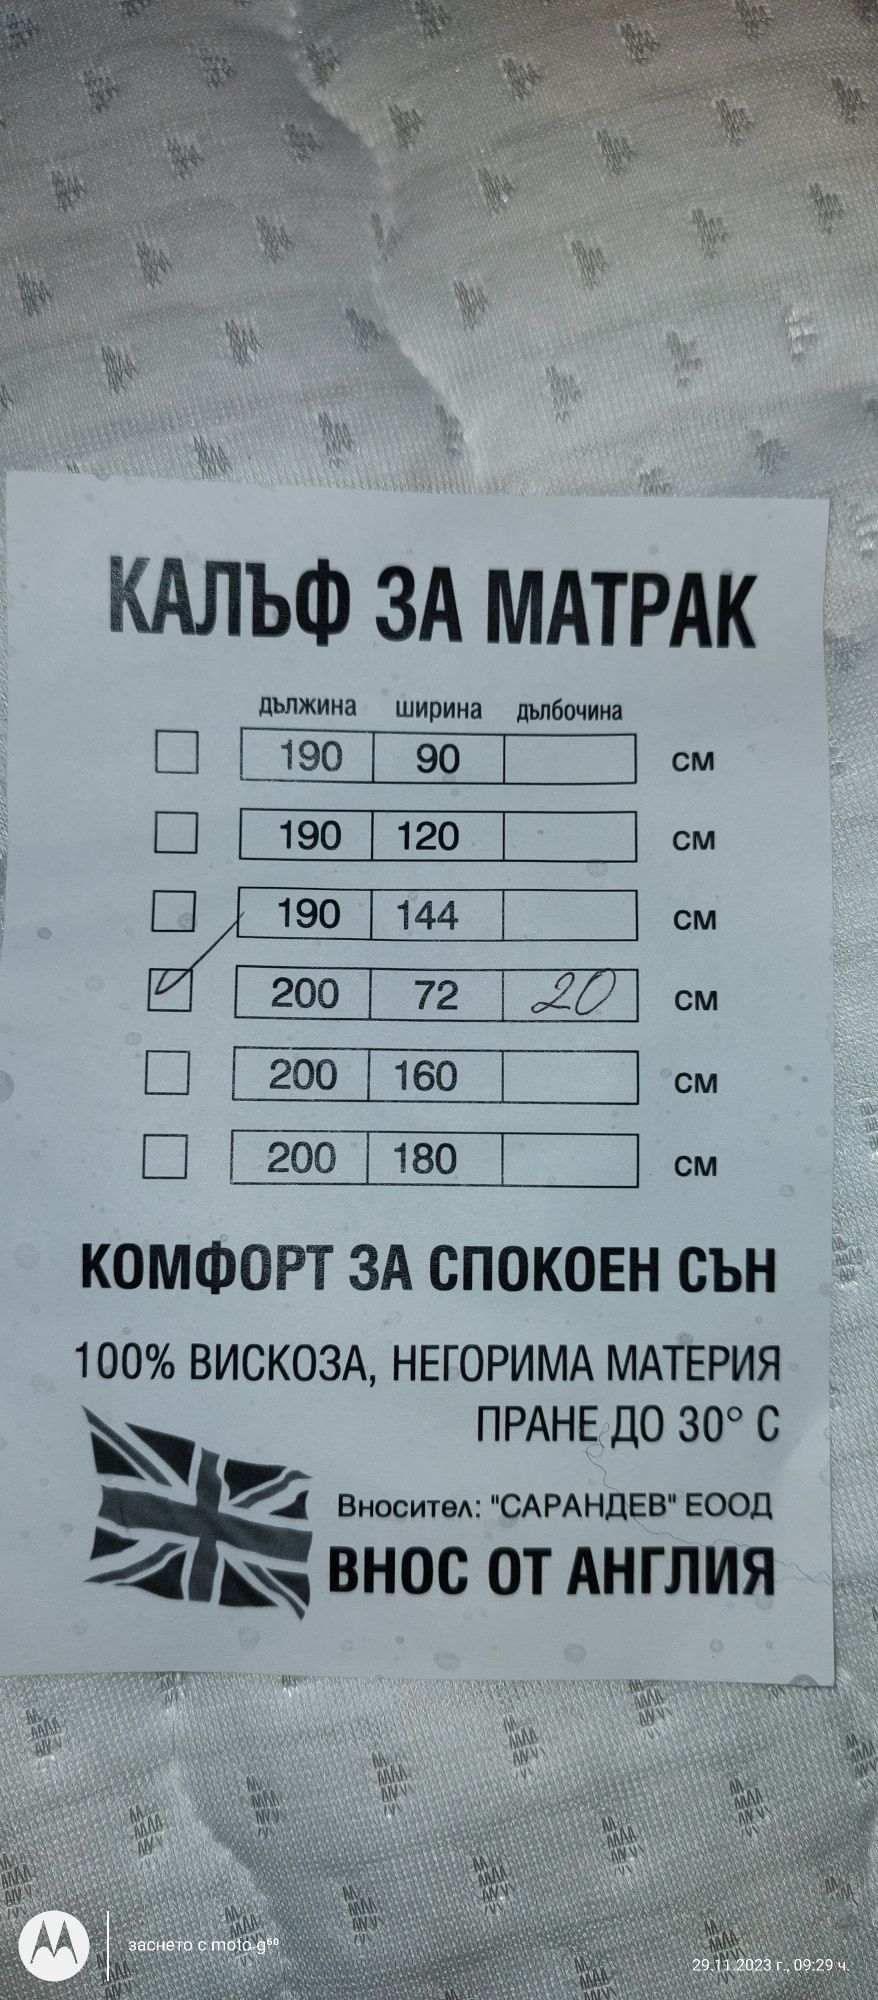 КАЛЪФ ЗА МАТРАК
дължина ширина дълбочина
190 90 см
190 120 см
190 144 см
200 72 20 см
200 160 см
200 180 см
КОМФОРТ ЗА СПОКОЕН СЪН
100% ВИСКОЗА, НЕГОРИМА МАТЕРИЯ
ПРАНЕ ДО 30° С
Вносител: "САРАНДЕВ" ЕООД
ВНОС ОТ АНГЛИЯ
заснето с moto g⁶⁰
29.11.2023 г., 09:29 ч.